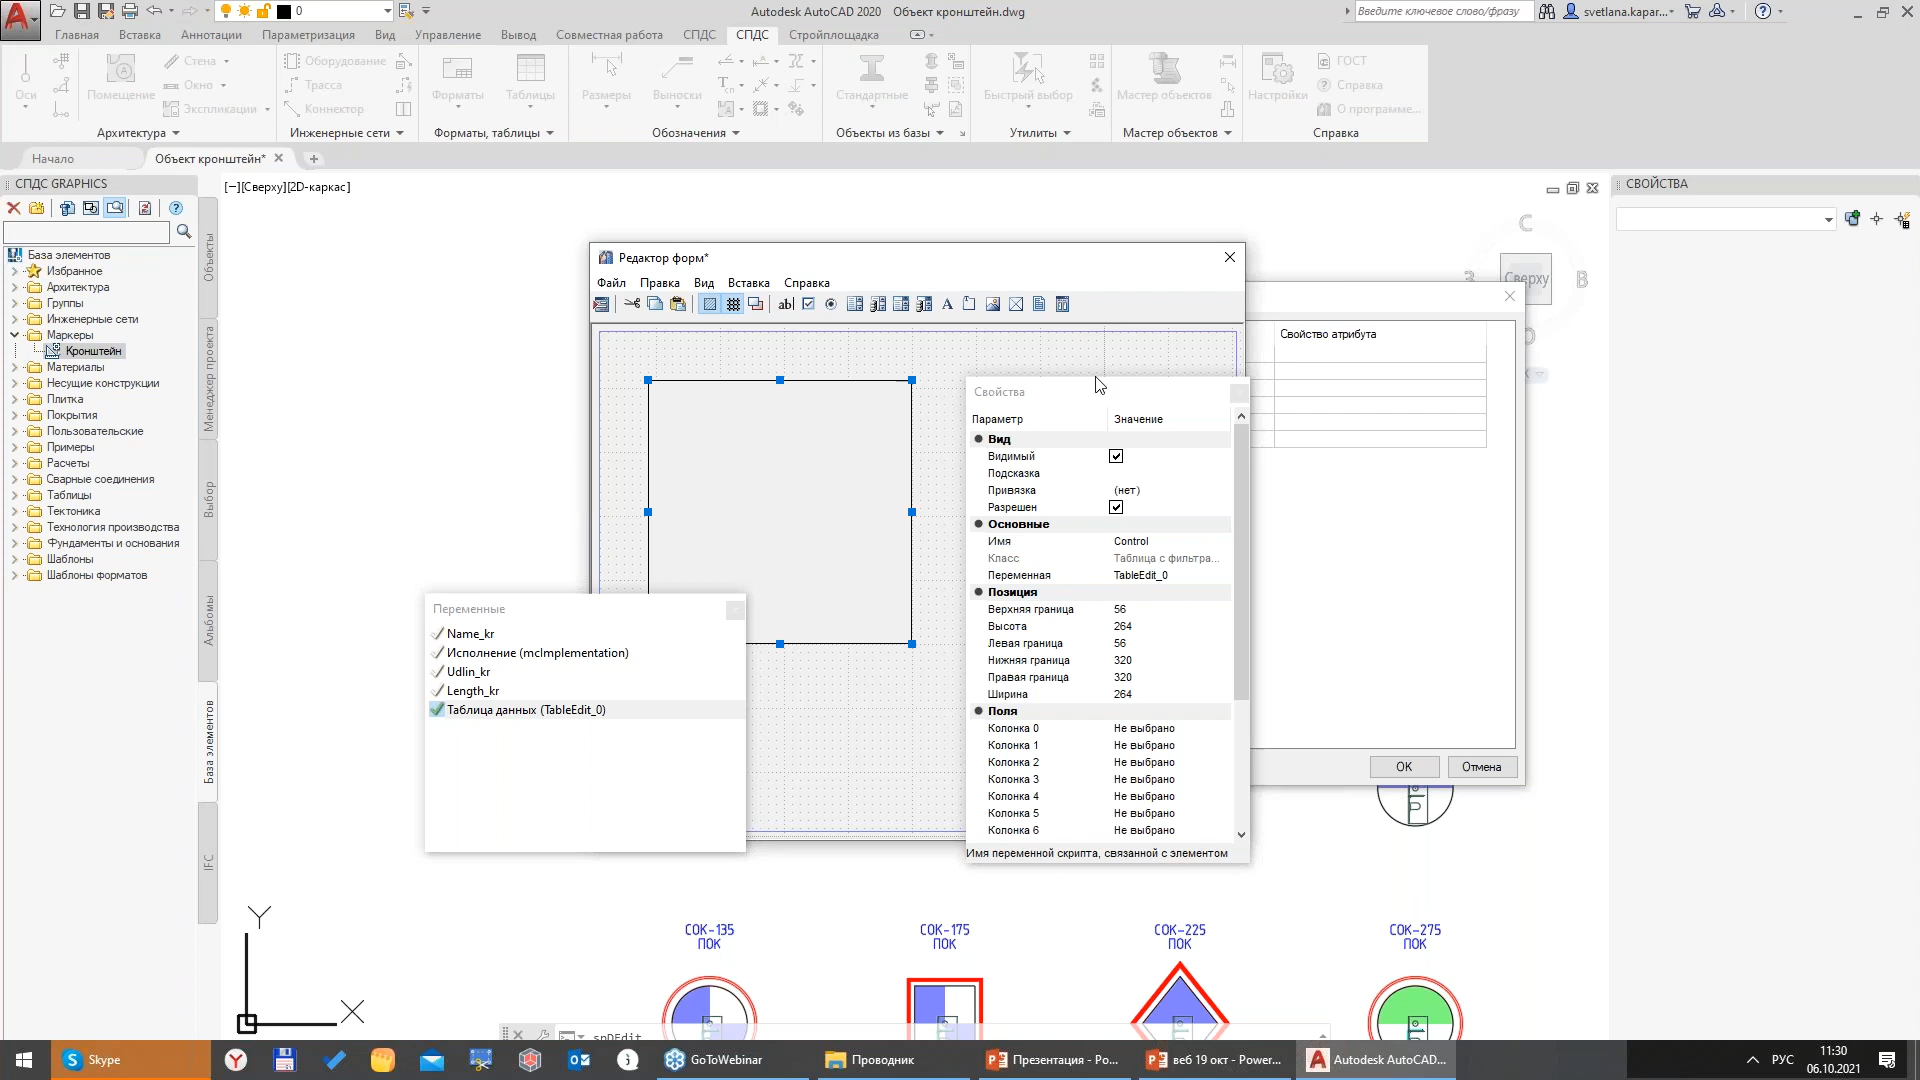 0
Autodesk AutoCAD 2020 Объект кронштейн.dwg
Введите ключевое слово/фразу
svetlana.kapar...
Главная Вставка Аннотации Параметризация Вид Управление Вывод Совместная работа СПДС СПДС Стройплощадка
Оси
Помещение
Стена
Окно
Экспликации
Оборудование
Трасса
Коннектор
Форматы
Таблицы
Размеры
Выноски
Стандартные
Быстрый выбор
Мастер объектов
Настройки
ГОСТ
Справка
О программе...
Архитектура Инженерные сети Форматы, таблицы Обозначения Объекты из базы Утилиты Мастер объектов Справка
Начало Объект кронштейн*
СПДС GRAPHICS
[−][Сверху][2D-каркас]
СВОЙСТВА
База элементов
Избранное
Архитектура
Группы
Инженерные сети
Маркеры
Кронштейн
Материалы
Несущие конструкции
Плитка
Покрытия
Пользовательские
Примеры
Расчеты
Сварные соединения
Таблицы
Тектоника
Технология производства
Фундаменты и основания
Шаблоны
Шаблоны форматов
Объекты
Менеджер проекта
Выбор
Альбомы
База элементов
IFC
С
Сверху
З
В
Ю
Редактор форм*
Файл Правка Вид Вставка Справка
Свойство атрибута
OK Отмена
Свойства
Параметр Значение
Вид
Видимый
Подсказка
Привязка (нет)
Разрешен
Основные
Имя Control
Класс Таблица с фильтра...
Переменная TableEdit_0
Позиция
Верхняя граница 56
Высота 264
Левая граница 56
Нижняя граница 320
Правая граница 320
Ширина 264
Поля
Колонка 0 Не выбрано
Колонка 1 Не выбрано
Колонка 2 Не выбрано
Колонка 3 Не выбрано
Колонка 4 Не выбрано
Колонка 5 Не выбрано
Колонка 6 Не выбрано
Имя переменной скрипта, связанной с элементом
Переменные
Name_kr
Исполнение (mcImplementation)
Udlin_kr
Length_kr
Таблица данных (TableEdit_0)
СОК-135
ПОК
СОК-175
ПОК
СОК-225
ПОК
СОК-275
ПОК
Y
X
spDEdit
Skype
GoToWebinar
Проводник
Презентация - Po...
веб 19 окт - Power...
Autodesk AutoCAD...
РУС
11:30
06.10.2021